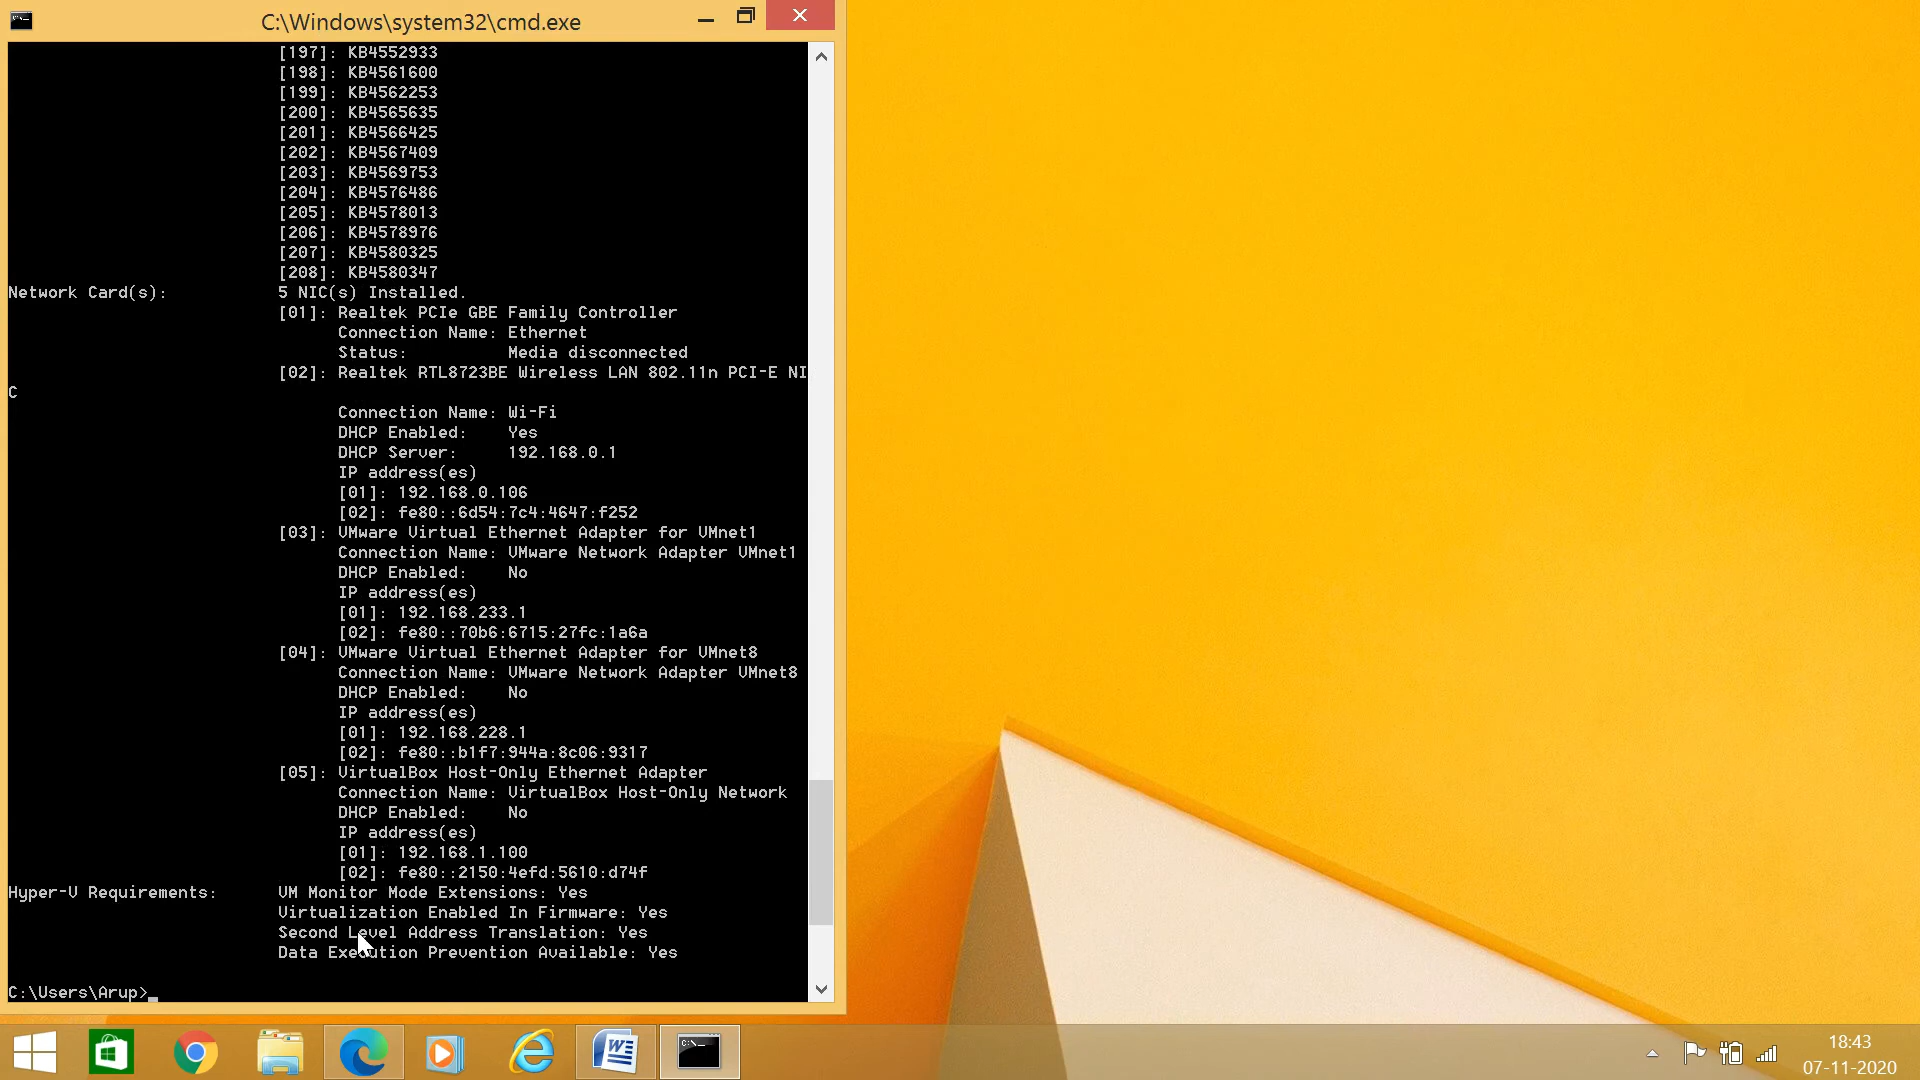 C:\Windows\system32\cmd.exe
[197]: KB4552933
[198]: KB4561600
[199]: KB4562253
[200]: KB4565635
[201]: KB4566425
[202]: KB4567409
[203]: KB4569753
[204]: KB4576486
[205]: KB4578013
[206]: KB4578976
[207]: KB4580325
[208]: KB4580347
Network Card(s): 5 NIC(s) Installed.
[01]: Realtek PCIe GBE Family Controller
Connection Name: Ethernet
Status: Media disconnected
[02]: Realtek RTL8723BE Wireless LAN 802.11n PCI-E NI
C
Connection Name: Wi-Fi
DHCP Enabled: Yes
DHCP Server: 192.168.0.1
IP address(es)
[01]: 192.168.0.106
[02]: fe80::6d54:7c4:4647:f252
[03]: VMware Virtual Ethernet Adapter for VMnet1
Connection Name: VMware Network Adapter VMnet1
DHCP Enabled: No
IP address(es)
[01]: 192.168.233.1
[02]: fe80::70b6:6715:27fc:1a6a
[04]: VMware Virtual Ethernet Adapter for VMnet8
Connection Name: VMware Network Adapter VMnet8
DHCP Enabled: No
IP address(es)
[01]: 192.168.228.1
[02]: fe80::b1f7:944a:8c06:9317
[05]: VirtualBox Host-Only Ethernet Adapter
Connection Name: VirtualBox Host-Only Network
DHCP Enabled: No
IP address(es)
[01]: 192.168.1.100
[02]: fe80::2150:4efd:5610:d74f
Hyper-V Requirements: VM Monitor Mode Extensions: Yes
Virtualization Enabled In Firmware: Yes
Second Level Address Translation: Yes
Data Execution Prevention Available: Yes
C:\Users\Arup>_
18:43
07-11-2020